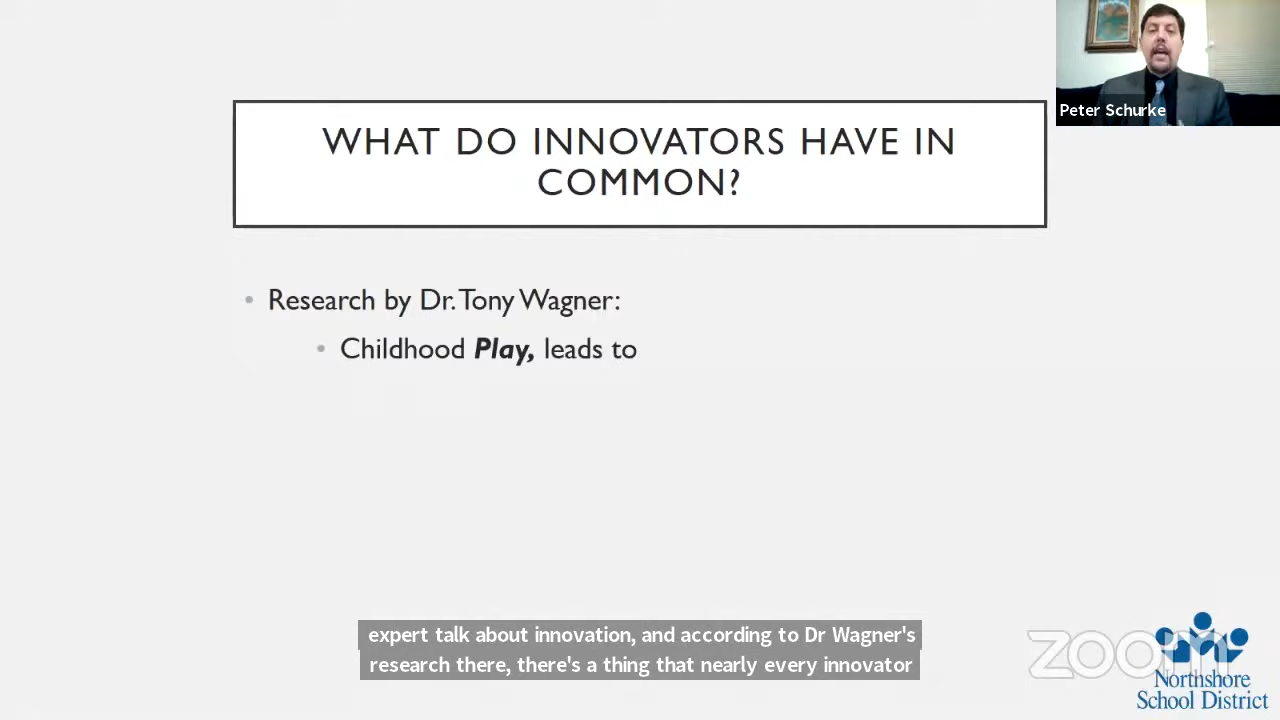 Peter Schurke
WHAT DO INNOVATORS HAVE IN
COMMON?
• Research by Dr. Tony Wagner:
• Childhood Play, leads to
expert talk about innovation, and according to Dr Wagner's
research there, there's a thing that nearly every innovator
zoom
Northshore
School District